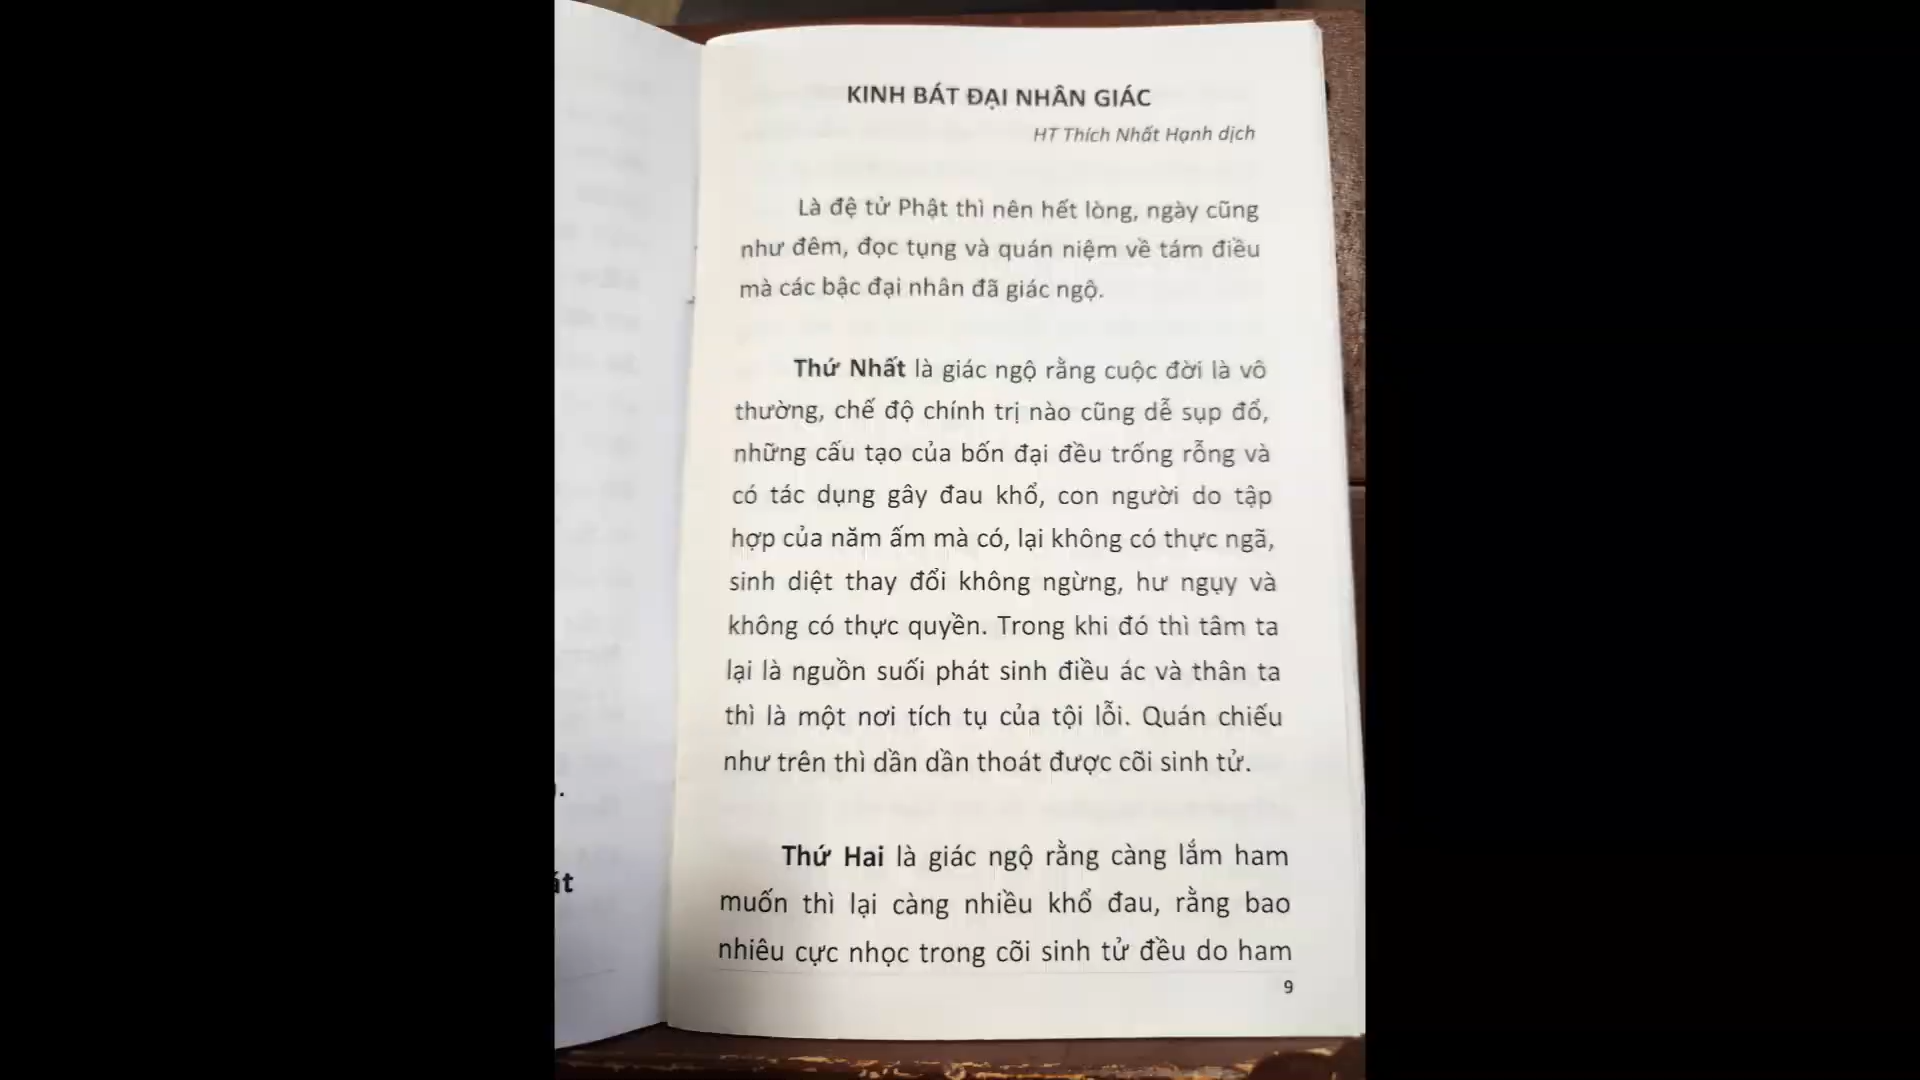 KINH BÁT ĐẠI NHÂN GIÁC
HT Thích Nhất Hạnh dịch
Là đệ tử Phật thì nên hết lòng, ngày cũng
như đêm, đọc tụng và quán niệm về tám điều
mà các bậc đại nhân đã giác ngộ.
Thứ Nhất là giác ngộ rằng cuộc đời là vô
thường, chế độ chính trị nào cũng dễ sụp đổ,
những cấu tạo của bốn đại đều trống rỗng và
có tác dụng gây đau khổ, con người do tập
hợp của năm ấm mà có, lại không có thực ngã,
sinh diệt thay đổi không ngừng, hư ngụy và
không có thực quyền. Trong khi đó thì tâm ta
lại là nguồn suối phát sinh điều ác và thân ta
thì là một nơi tích tụ của tội lỗi. Quán chiếu
như trên thì dần dần thoát được cõi sinh tử.
Thứ Hai là giác ngộ rằng càng lắm ham
muốn thì lại càng nhiều khổ đau, rằng bao
nhiêu cực nhọc trong cõi sinh tử đều do ham
9